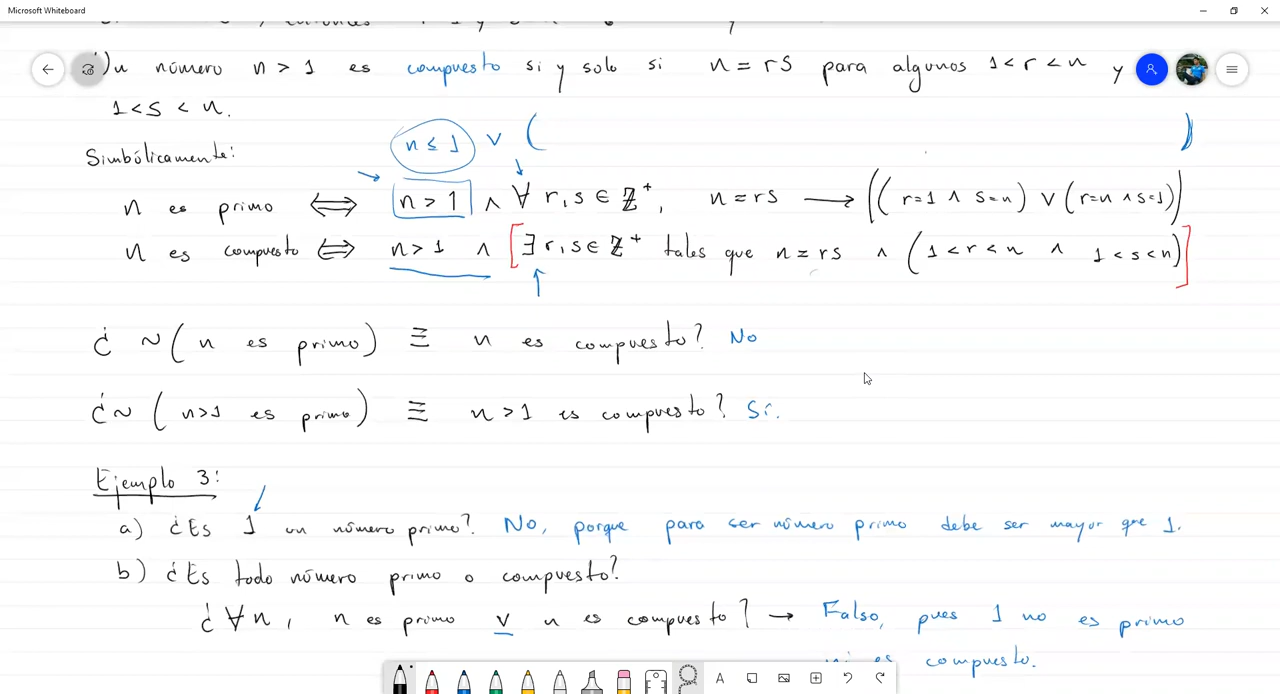 Microsoft Whiteboard
número n > 1 es compuesto si y solo si n = rs para algunos 1 < r < n y
1 < s < n.
n ≤ 1 ∨ ( )
Simbólicamente:
n es primo ⟺ n > 1 ∧ ∀ r,s ∈ ℤ⁺, n = rs ⟶ ((r=1 ∧ s=n) ∨ (r=n ∧ s=1))
n es compuesto ⟺ n > 1 ∧ [∃ r,s ∈ ℤ⁺ tales que n = rs ∧ (1 < r < n ∧ 1 < s < n)]
¿ ~(n es primo) ≡ n es compuesto? No
¿ ~(n>1 es primo) ≡ n > 1 es compuesto? Sí.
Ejemplo 3:
a) ¿Es 1 un número primo? No, porque para ser número primo debe ser mayor que 1.
b) ¿Es todo número primo o compuesto?
¿∀n, n es primo ∨ n es compuesto? → Falso, pues 1 no es primo
es compuesto.
A